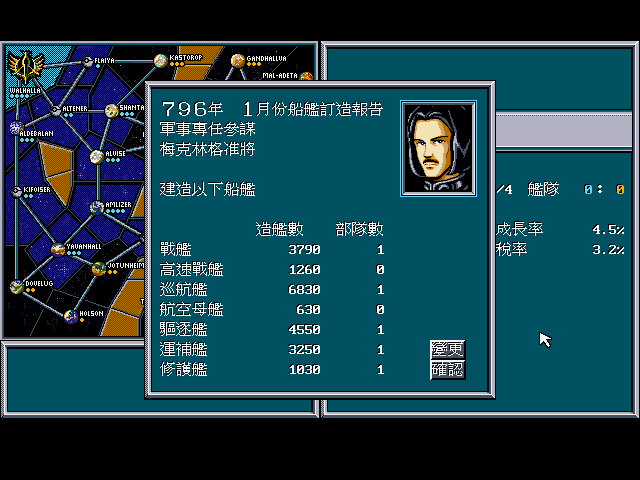 FLAIYA
KASTOROP
GANDHALLVA
MAL-ADETA
WALHALLA
ALTENER
SHANTA
ALDEBALAN
ALVISE
KIFOISER
AMLIZER
YAVANHALL
JOTUNHEIM
DOVELUG
HOLSON
796年 1月份船艦訂造報告
軍事專任參謀
梅克林格准將
建造以下船艦
造艦數 部隊數
戰艦 3790 1
高速戰艦 1260 0
巡航艦 6830 1
航空母艦 630 0
驅逐艦 4550 1
運補艦 3250 1
修護艦 1030 1
變更
確認
/4 艦隊 0: 0
成長率 4.5%
稅率 3.2%